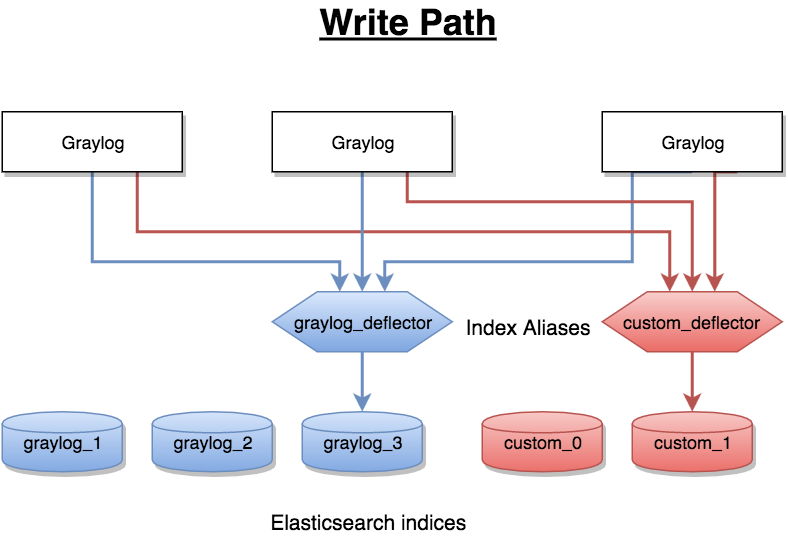 Write Path
Graylog
Graylog
Graylog
graylog_deflector
Index Aliases
custom_deflector
graylog_1
graylog_2
graylog_3
custom_0
custom_1
Elasticsearch indices